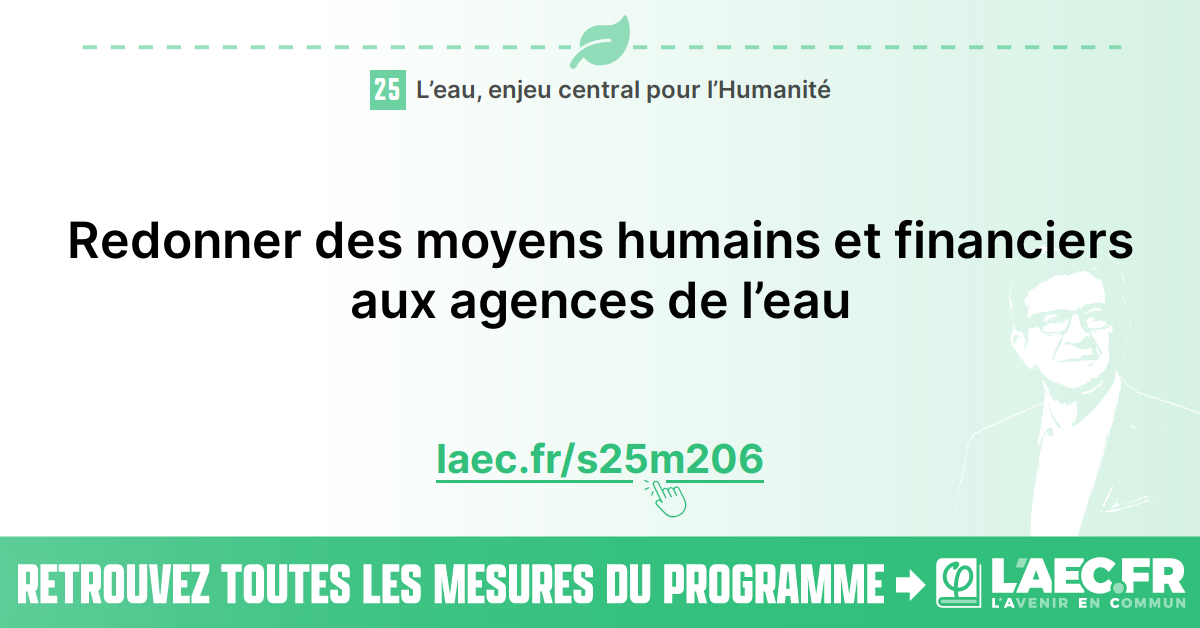 25 L’eau, enjeu central pour l’Humanité
Redonner des moyens humains et financiers
aux agences de l’eau
laec.fr/s25m206
RETROUVEZ TOUTES LES MESURES DU PROGRAMME
L'AEC.FR
L'AVENIR EN COMMUN